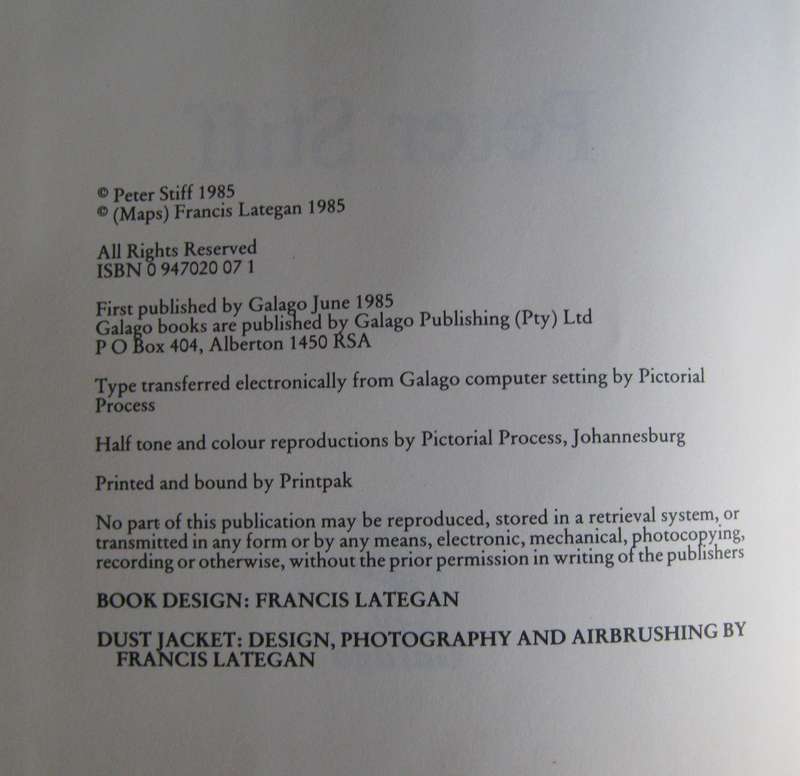 Peter Stiff
© Peter Stiff 1985
© (Maps) Francis Lategan 1985
All Rights Reserved
ISBN 0 947020 07 1
First published by Galago June 1985
Galago books are published by Galago Publishing (Pty) Ltd
P O Box 404, Alberton 1450 RSA
Type transferred electronically from Galago computer setting by Pictorial
Process
Half tone and colour reproductions by Pictorial Process, Johannesburg
Printed and bound by Printpak
No part of this publication may be reproduced, stored in a retrieval system, or
transmitted in any form or by any means, electronic, mechanical, photocopying,
recording or otherwise, without the prior permission in writing of the publishers
BOOK DESIGN: FRANCIS LATEGAN
DUST JACKET: DESIGN, PHOTOGRAPHY AND AIRBRUSHING BY
FRANCIS LATEGAN